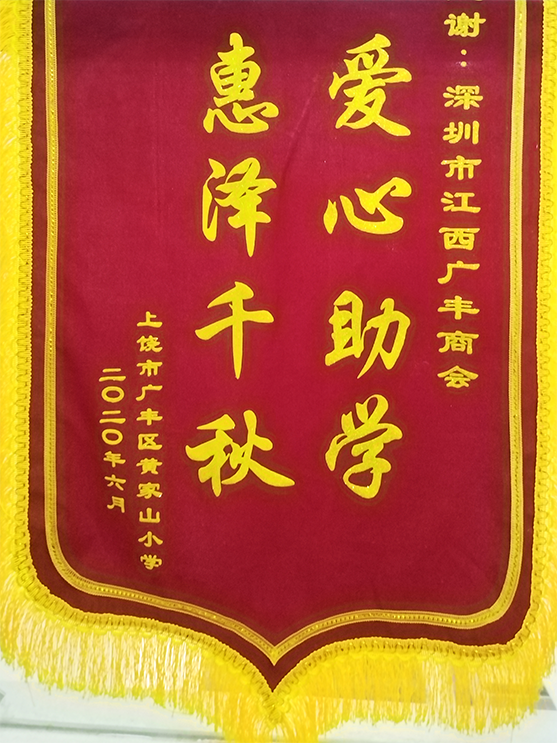 谢：深圳市江西广丰商会
爱心助学
惠泽千秋
上饶市广丰区黄家山小学
二〇二〇年六月